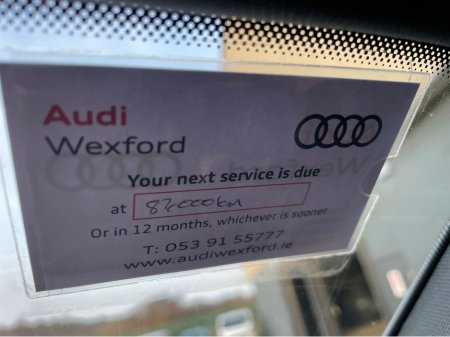 Audi
Wexford
Your next service is due
at 82000km
Or in 12 months, whichever is sooner
T: 053 91 55777
www.audiwexford.ie